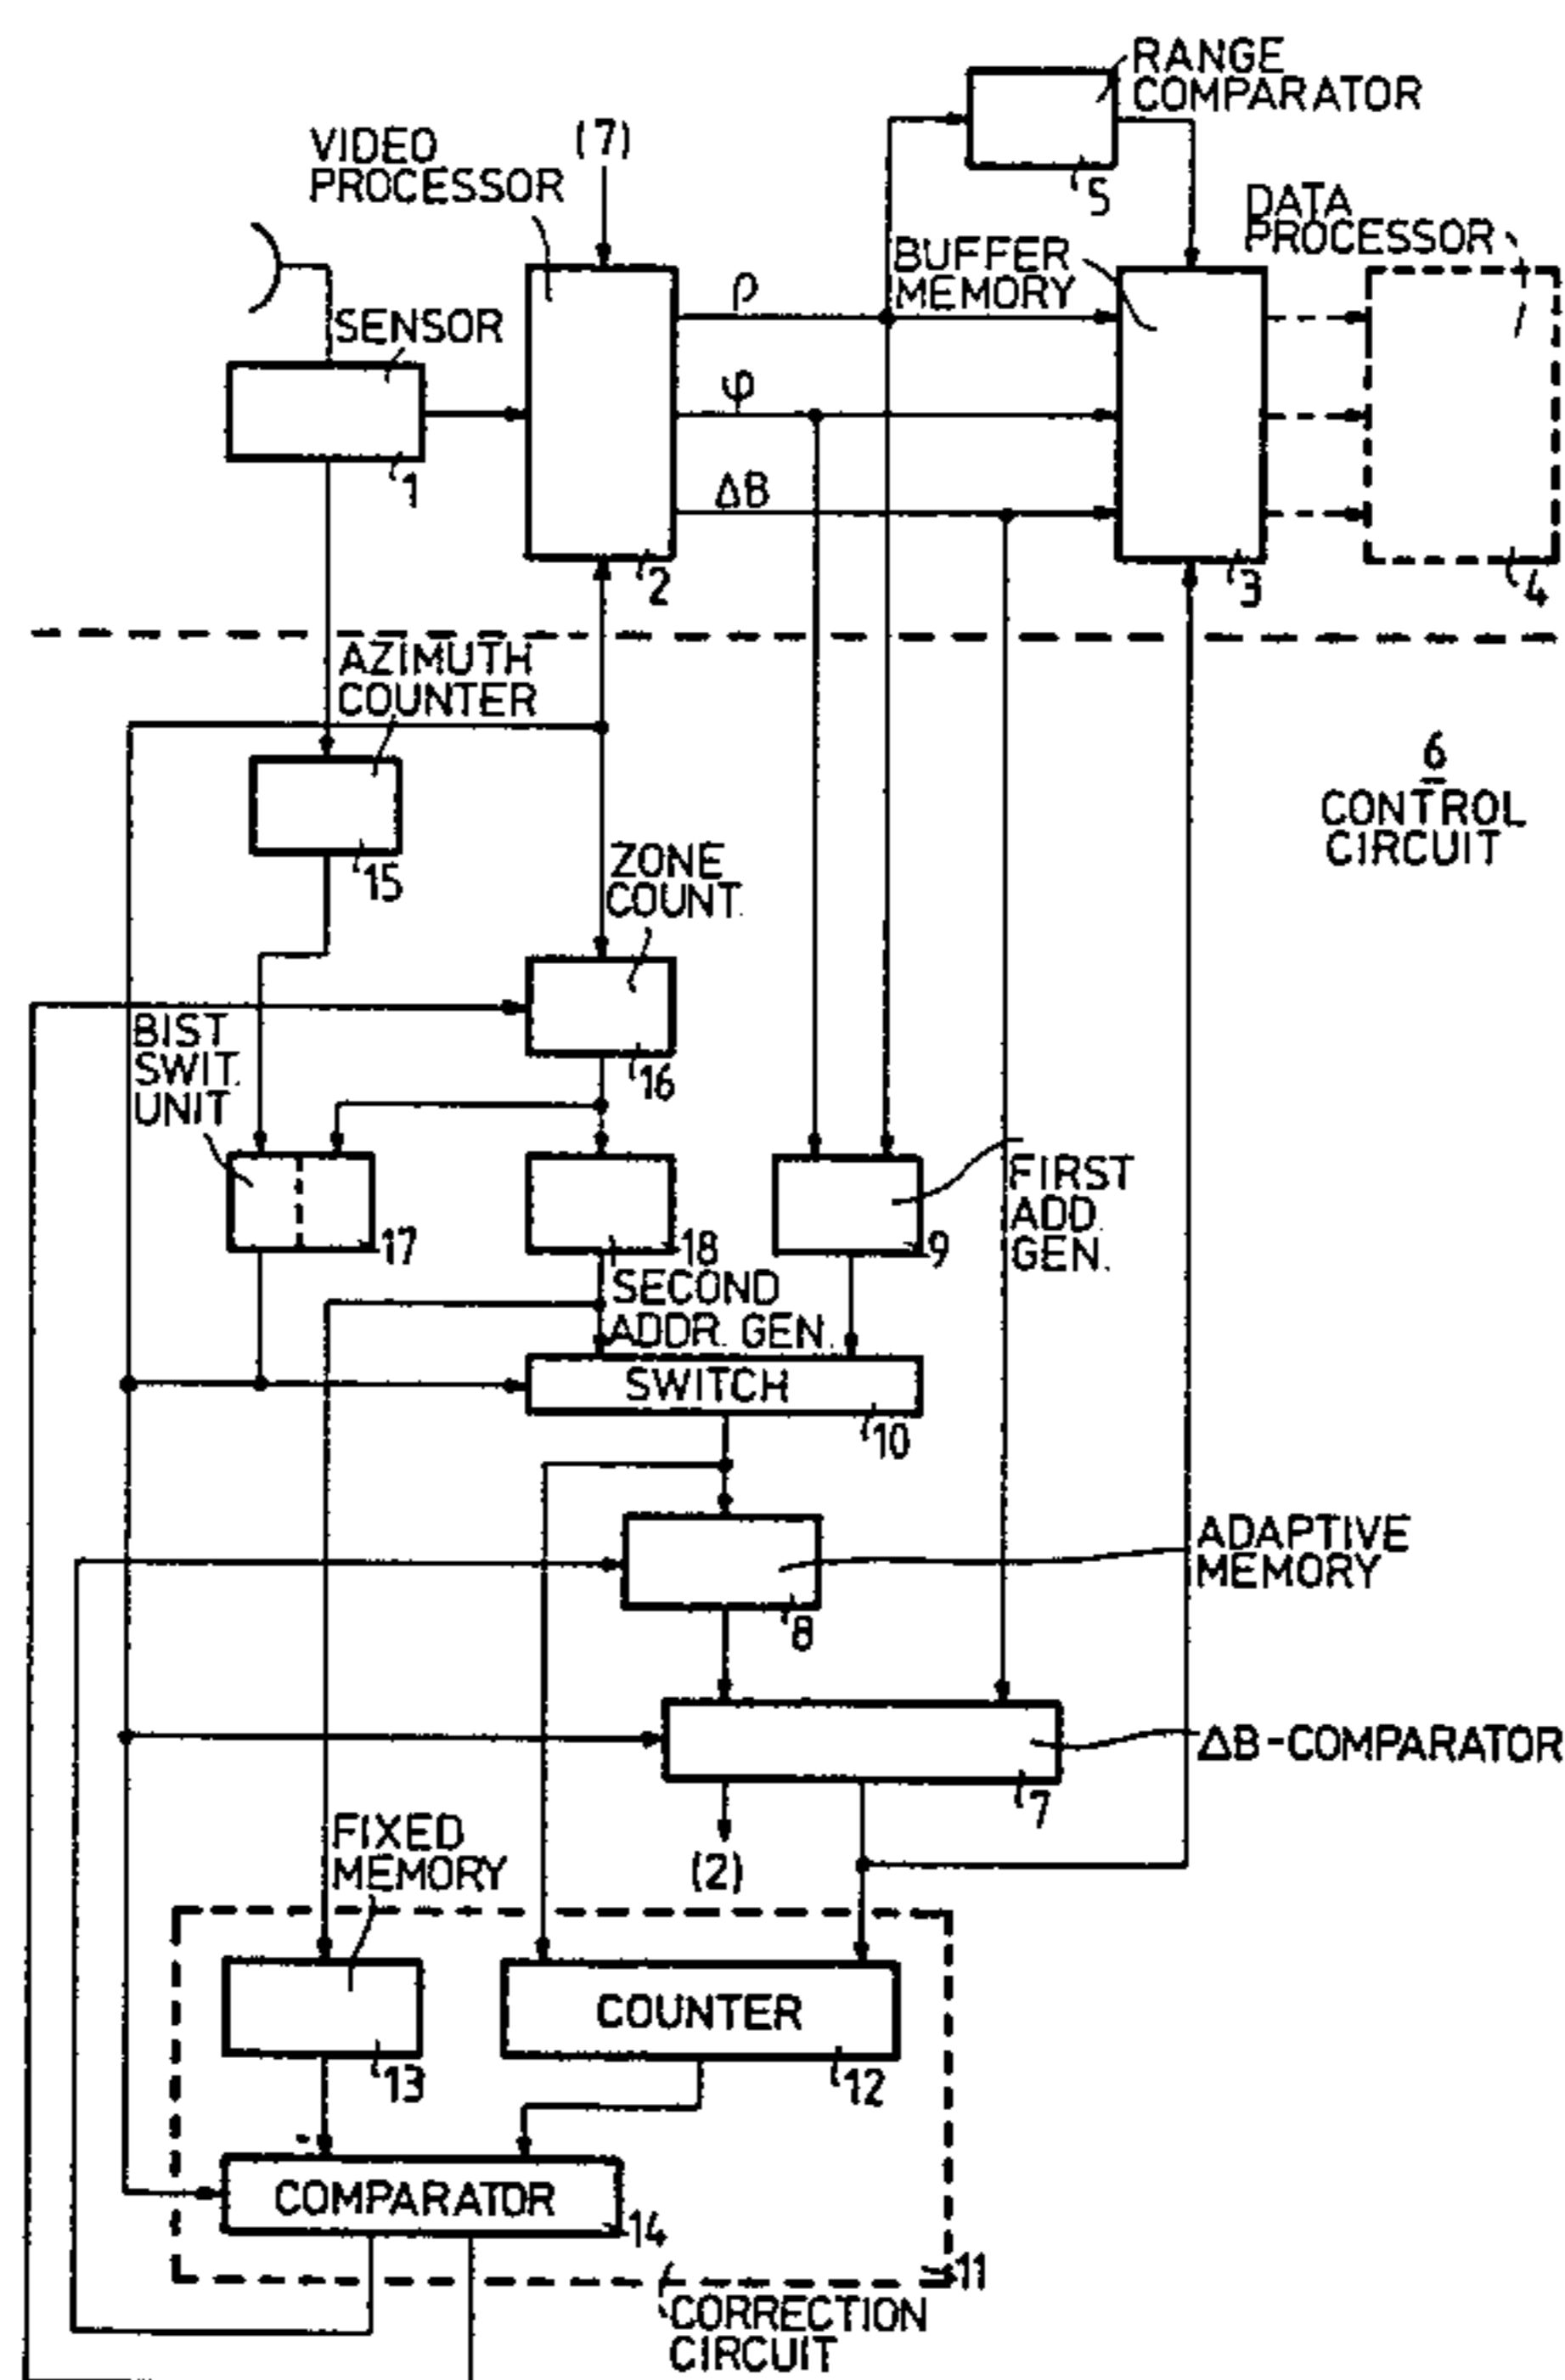 RANGE
COMPARATOR
5
VIDEO
PROCESSOR
(7)
DATA
PROCESSOR
BUFFER
MEMORY
ρ
SENSOR
φ
ΔB
1
2
3
4
AZIMUTH
COUNTER
6
CONTROL
CIRCUIT
15
ZONE
COUNT.
BIST
SWIT.
UNIT
16
FIRST
ADD.
GEN.
17
18
9
SECOND
ADDR. GEN.
SWITCH
10
ADAPTIVE
MEMORY
8
ΔB-COMPARATOR
7
FIXED
MEMORY
(2)
COUNTER
13
12
COMPARATOR
14
11
CORRECTION
CIRCUIT